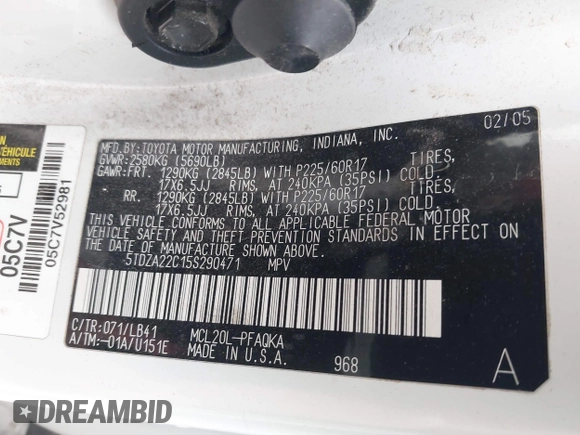 MFD.BY:TOYOTA MOTOR MANUFACTURING, INDIANA, INC. 02/05
GVWR:2580KG (5690LB)
GAWR:FRT. 1290KG (2845LB) WITH P225/60R17 TIRES,
17X6.5JJ RIMS, AT 240KPA (35PSI) COLD
RR. 1290KG (2845LB) WITH P225/60R17 TIRES,
17X6.5JJ RIMS, AT 240KPA (35PSI) COLD.
THIS VEHICLE CONFORMS TO ALL APPLICABLE FEDERAL MOTOR
VEHICLE SAFETY AND THEFT PREVENTION STANDARDS IN EFFECT
ON THE DATE OF MANUFACTURE SHOWN ABOVE.
5TDZA22C15S290471 MPV
C/TR:071/LB41 MCL20L-PFAQKA
A/TM:-01A/U151E MADE IN U.S.A. 968 A
VEHICLE
05C7V
05C7V52981
DREAMBID